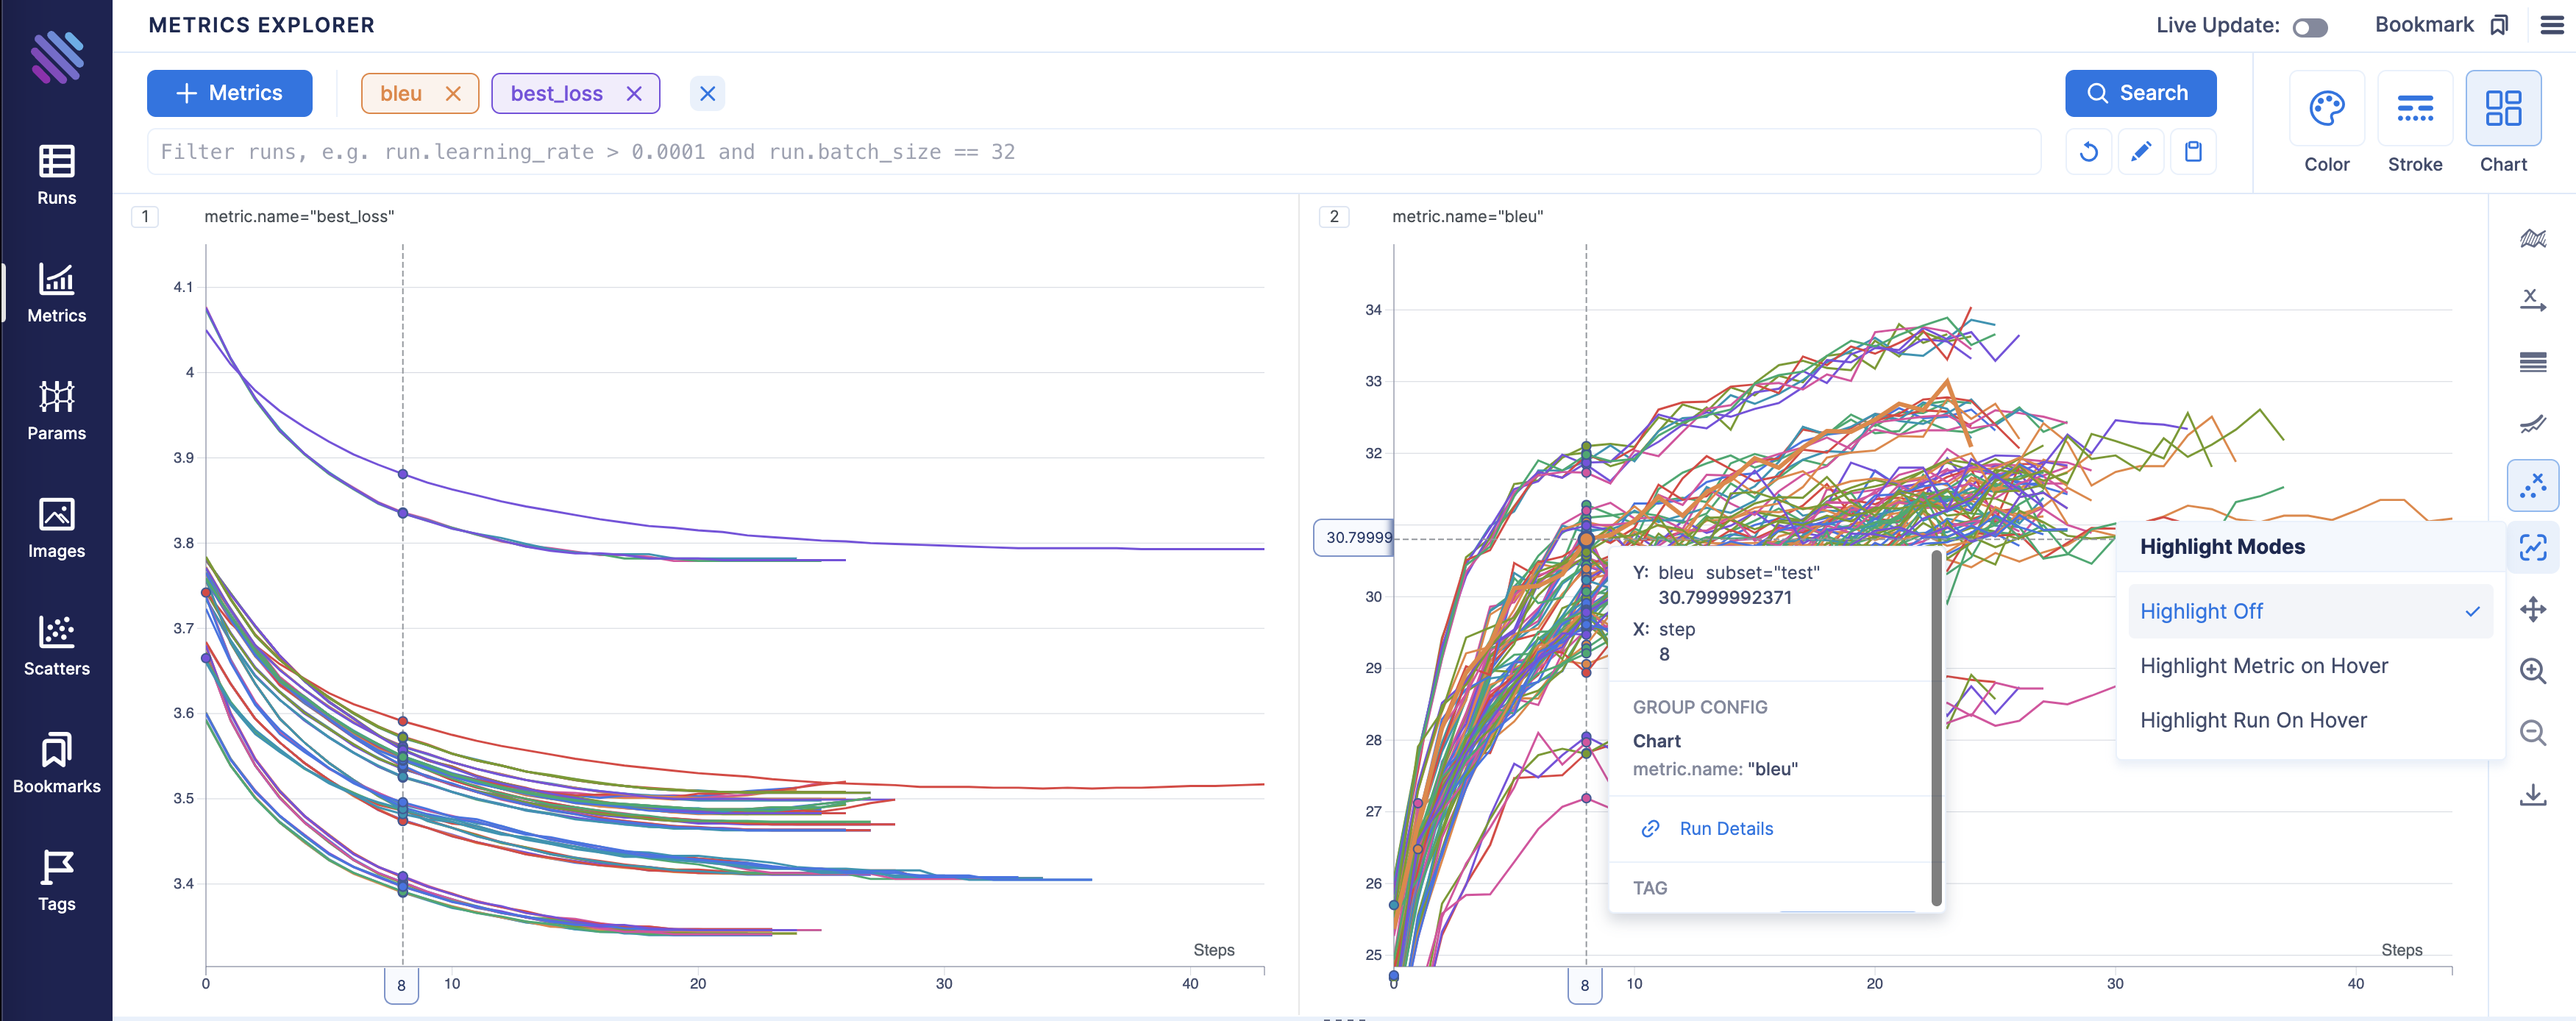 METRICS EXPLORER
Live Update:
Bookmark
Metrics
bleu
best_loss
Search
Filter runs, e.g. run.learning_rate > 0.0001 and run.batch_size == 32
Color
Stroke
Chart
Runs
Metrics
Params
Images
Scatters
Bookmarks
Tags
1
metric.name="best_loss"
4.1
4
3.9
3.8
3.7
3.6
3.5
3.4
Steps
0
8
10
20
30
40
2
metric.name="bleu"
34
33
32
30.79999
30
29
28
27
26
25
Steps
0
8
10
20
30
40
Y: bleu subset="test"
30.7999992371
X: step
8
GROUP CONFIG
Chart
metric.name: "bleu"
Run Details
TAG
Highlight Modes
Highlight Off
Highlight Metric on Hover
Highlight Run On Hover